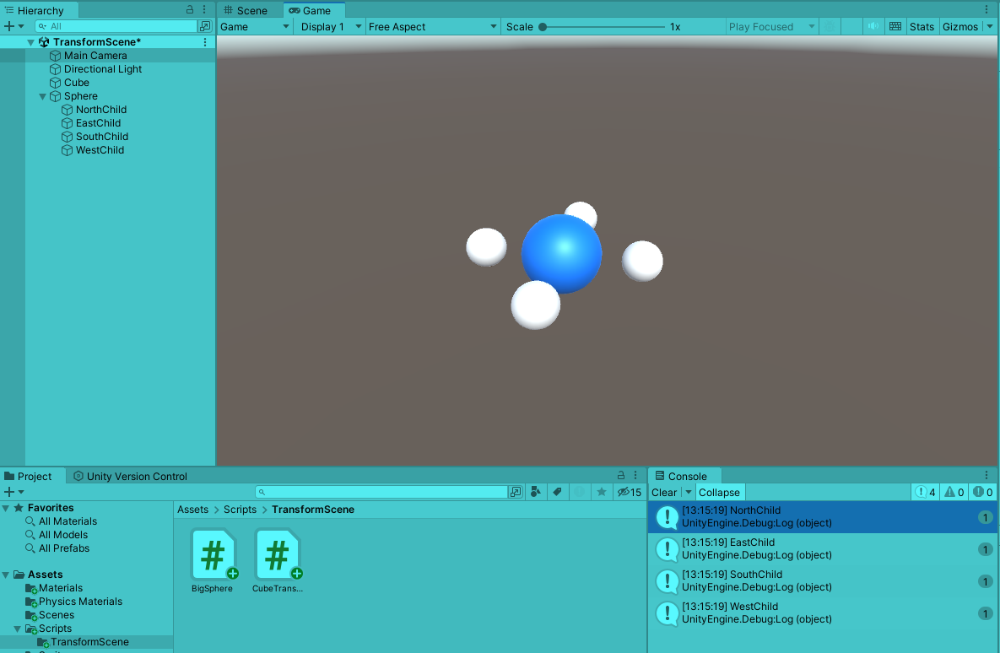 Hierarchy
Scene
Game
All
Game
Display 1
Free Aspect
Scale
1x
Play Focused
Stats
Gizmos
TransformScene*
Main Camera
Directional Light
Cube
Sphere
NorthChild
EastChild
SouthChild
WestChild
Project
Unity Version Control
15
Favorites
All Materials
All Models
All Prefabs
Assets
Materials
Physics Materials
Scenes
Scripts
TransformScene
Assets > Scripts > TransformScene
BigSphere
CubeTrans...
Console
Clear
Collapse
4
0
0
[13:15:19] NorthChild
UnityEngine.Debug:Log (object)
1
[13:15:19] EastChild
UnityEngine.Debug:Log (object)
1
[13:15:19] SouthChild
UnityEngine.Debug:Log (object)
1
[13:15:19] WestChild
UnityEngine.Debug:Log (object)
1